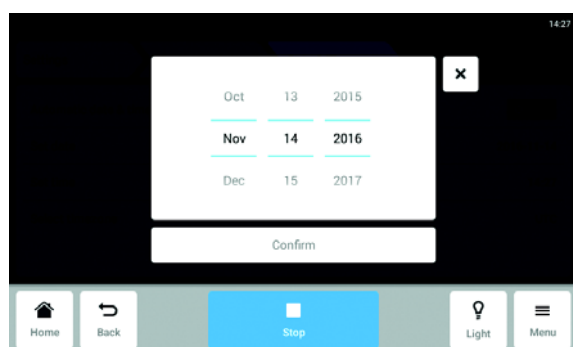 14:27
Oct 13 2015
Nov 14 2016
Dec 15 2017
Confirm
Home Back Stop Light Menu